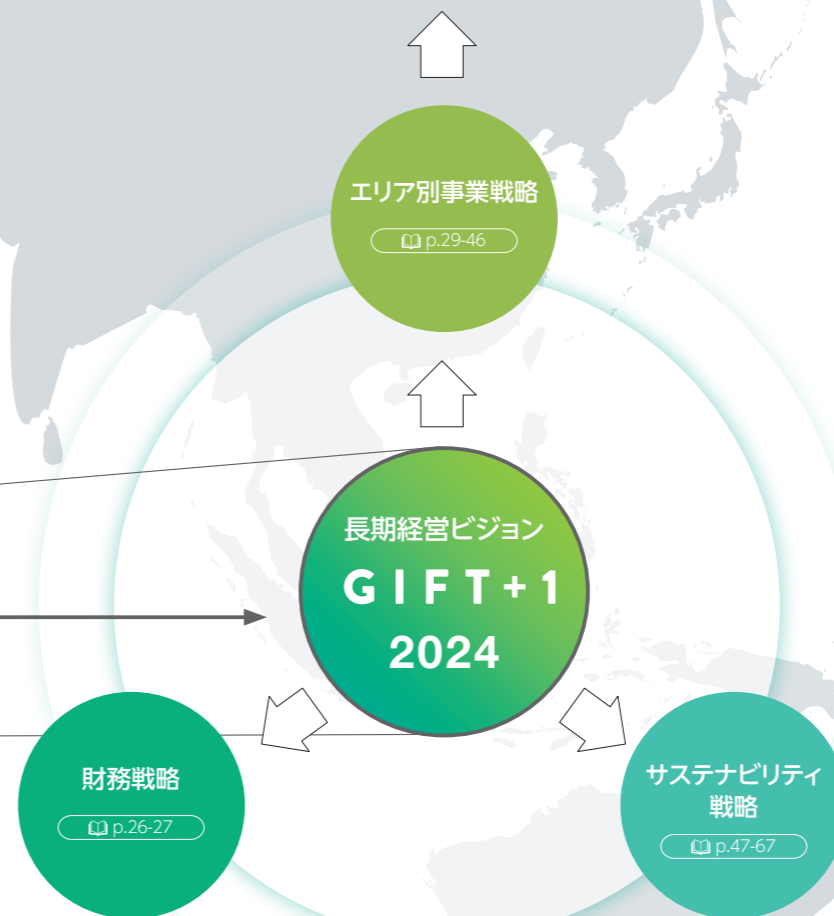 エリア別事業戦略
p.29-46
長期経営ビジョン
GIFT+1
2024
財務戦略
p.26-27
サステナビリティ
戦略
p.47-67